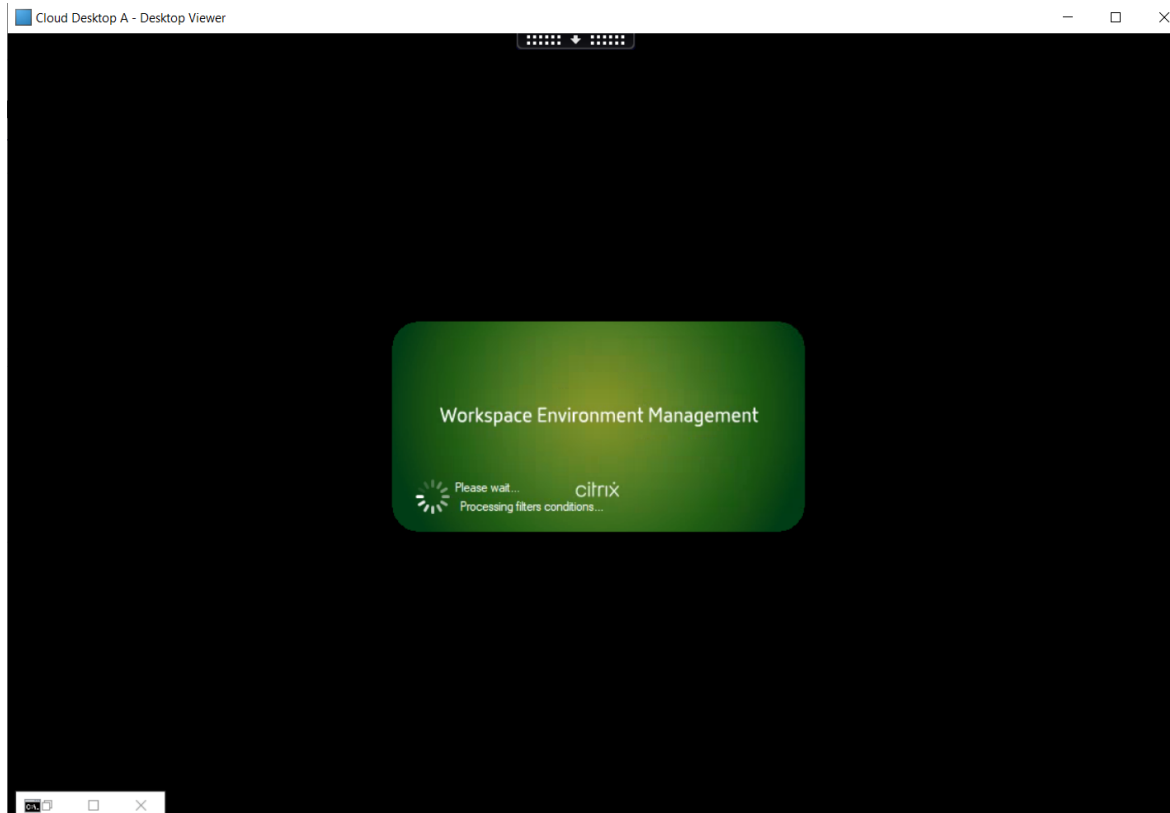 Cloud Desktop A - Desktop Viewer
Workspace Environment Management
Please wait...
citrix
Processing filters conditions...
C:\.